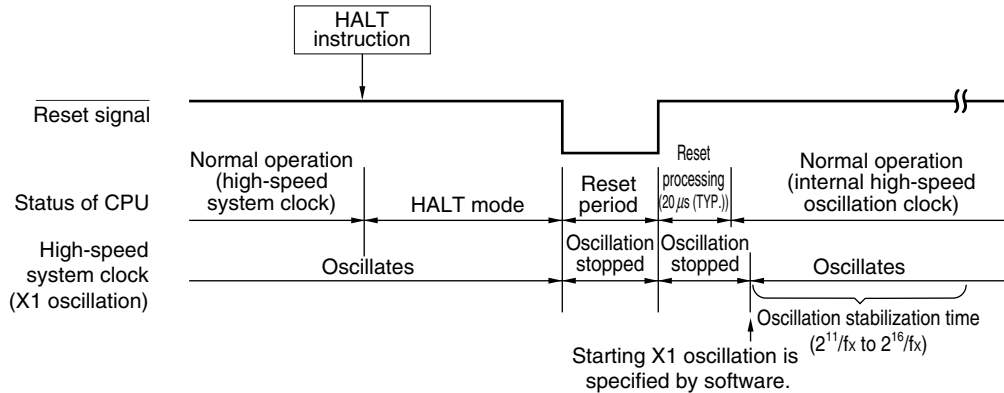 HALT
instruction
Reset signal
Status of CPU
Normal operation
(high-speed
system clock)
HALT mode
Reset
period
Reset
processing
(20 μs (TYP.))
Normal operation
(internal high-speed
oscillation clock)
High-speed
system clock
(X1 oscillation)
Oscillates
Oscillation
stopped
Oscillation
stopped
Oscillates
Oscillation stabilization time
(2¹¹/fx to 2¹⁶/fx)
Starting X1 oscillation is
specified by software.